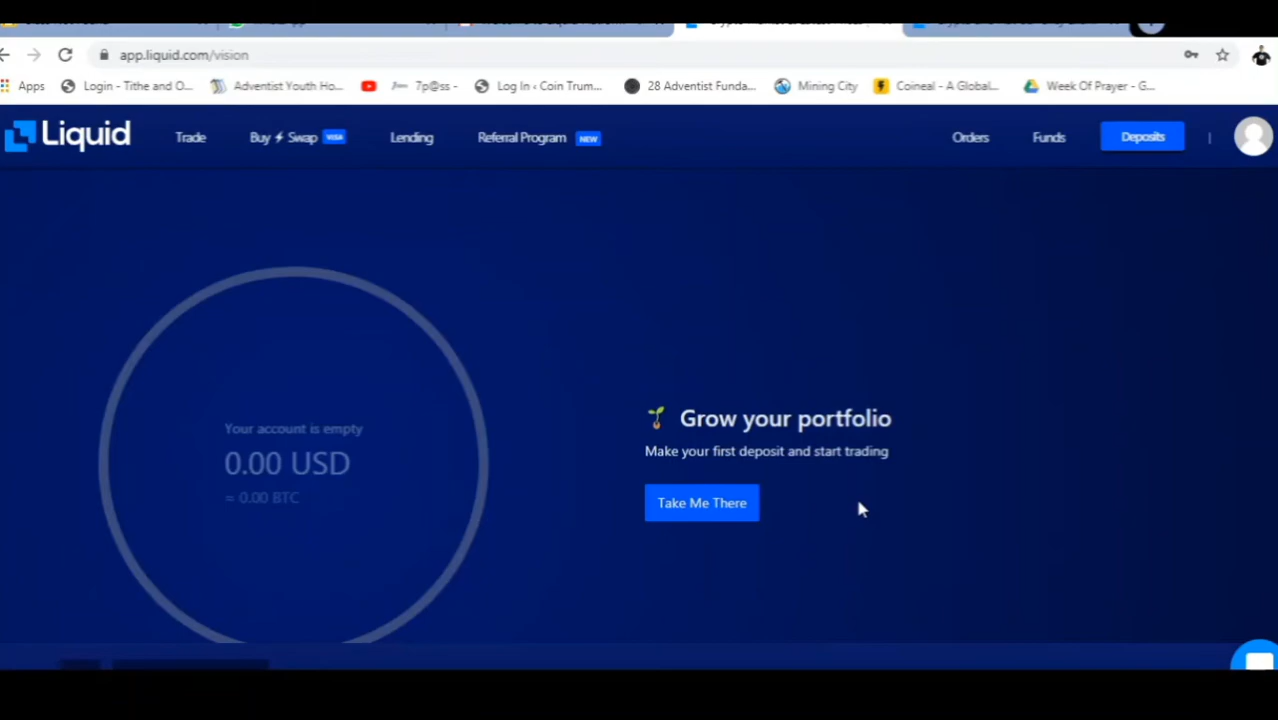 app.liquid.com/vision
Apps Login - Tithe and O... Adventist Youth Ho... 7p@ss - Log In ‹ Coin Trum... 28 Adventist Funda... Mining City Coineal - A Global... Week Of Prayer - G...
Liquid Trade Buy Swap VISA Lending Referral Program NEW Orders Funds Deposits
Grow your portfolio
Your account is empty
Make your first deposit and start trading
0.00 USD
= 0.00 BTC
Take Me There